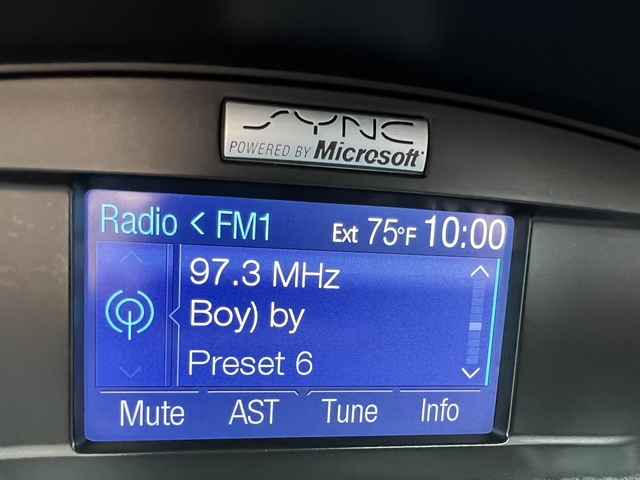 SYNC
POWERED BY Microsoft
Radio < FM1 Ext 75°F 10:00
97.3 MHz
Boy) by
Preset 6
Mute AST Tune Info